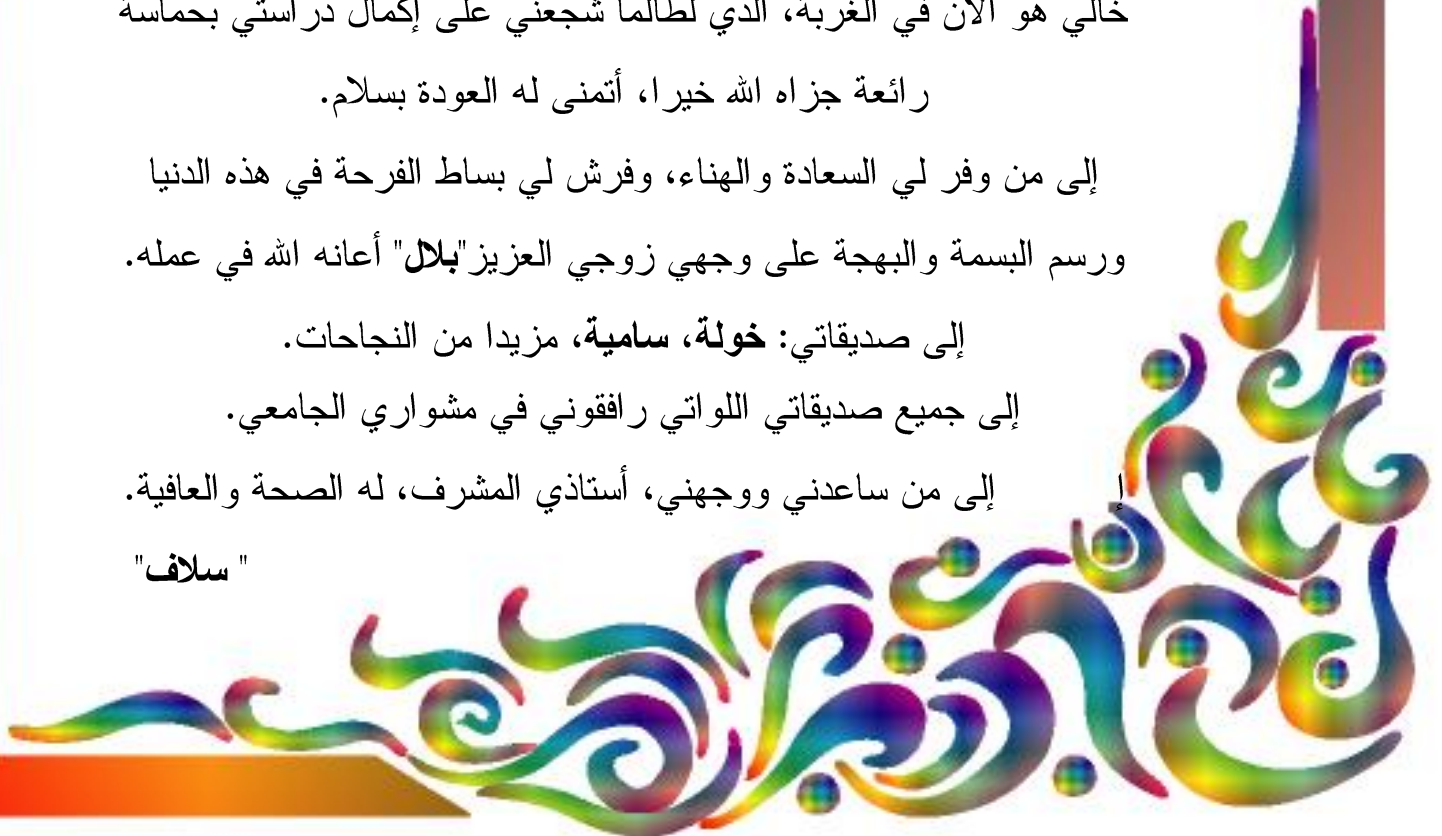 خالي هو الآن في الغربة، الذي لطالما شجعني على إكمال دراستي بحماسة
رائعة جزاه الله خيرا، أتمنى له العودة بسلام.
إلى من وفر لي السعادة والهناء، وفرش لي بساط الفرحة في هذه الدنيا
ورسم البسمة والبهجة على وجهي زوجي العزيز"بلال" أعانه الله في عمله.
إلى صديقاتي: خولة، سامية، مزيدا من النجاحات.
إلى جميع صديقاتي اللواتي رافقوني في مشواري الجامعي.
إ إلى من ساعدني ووجهني، أستاذي المشرف، له الصحة والعافية.
" سلاف"